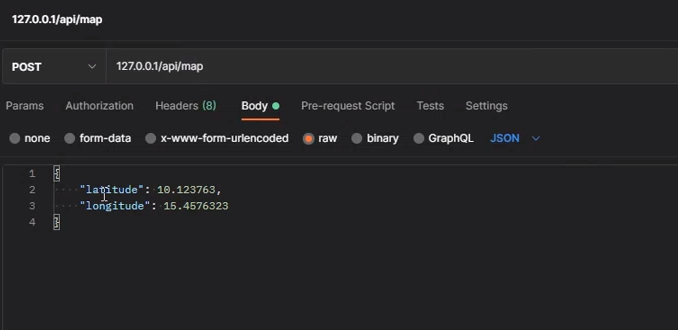 127.0.0.1/api/map
POST 127.0.0.1/api/map
Params Authorization Headers (8) Body Pre-request Script Tests Settings
none form-data x-www-form-urlencoded raw binary GraphQL JSON
1 {
2 "latitude": 10.123763,
3 "longitude": 15.4576323
4 }